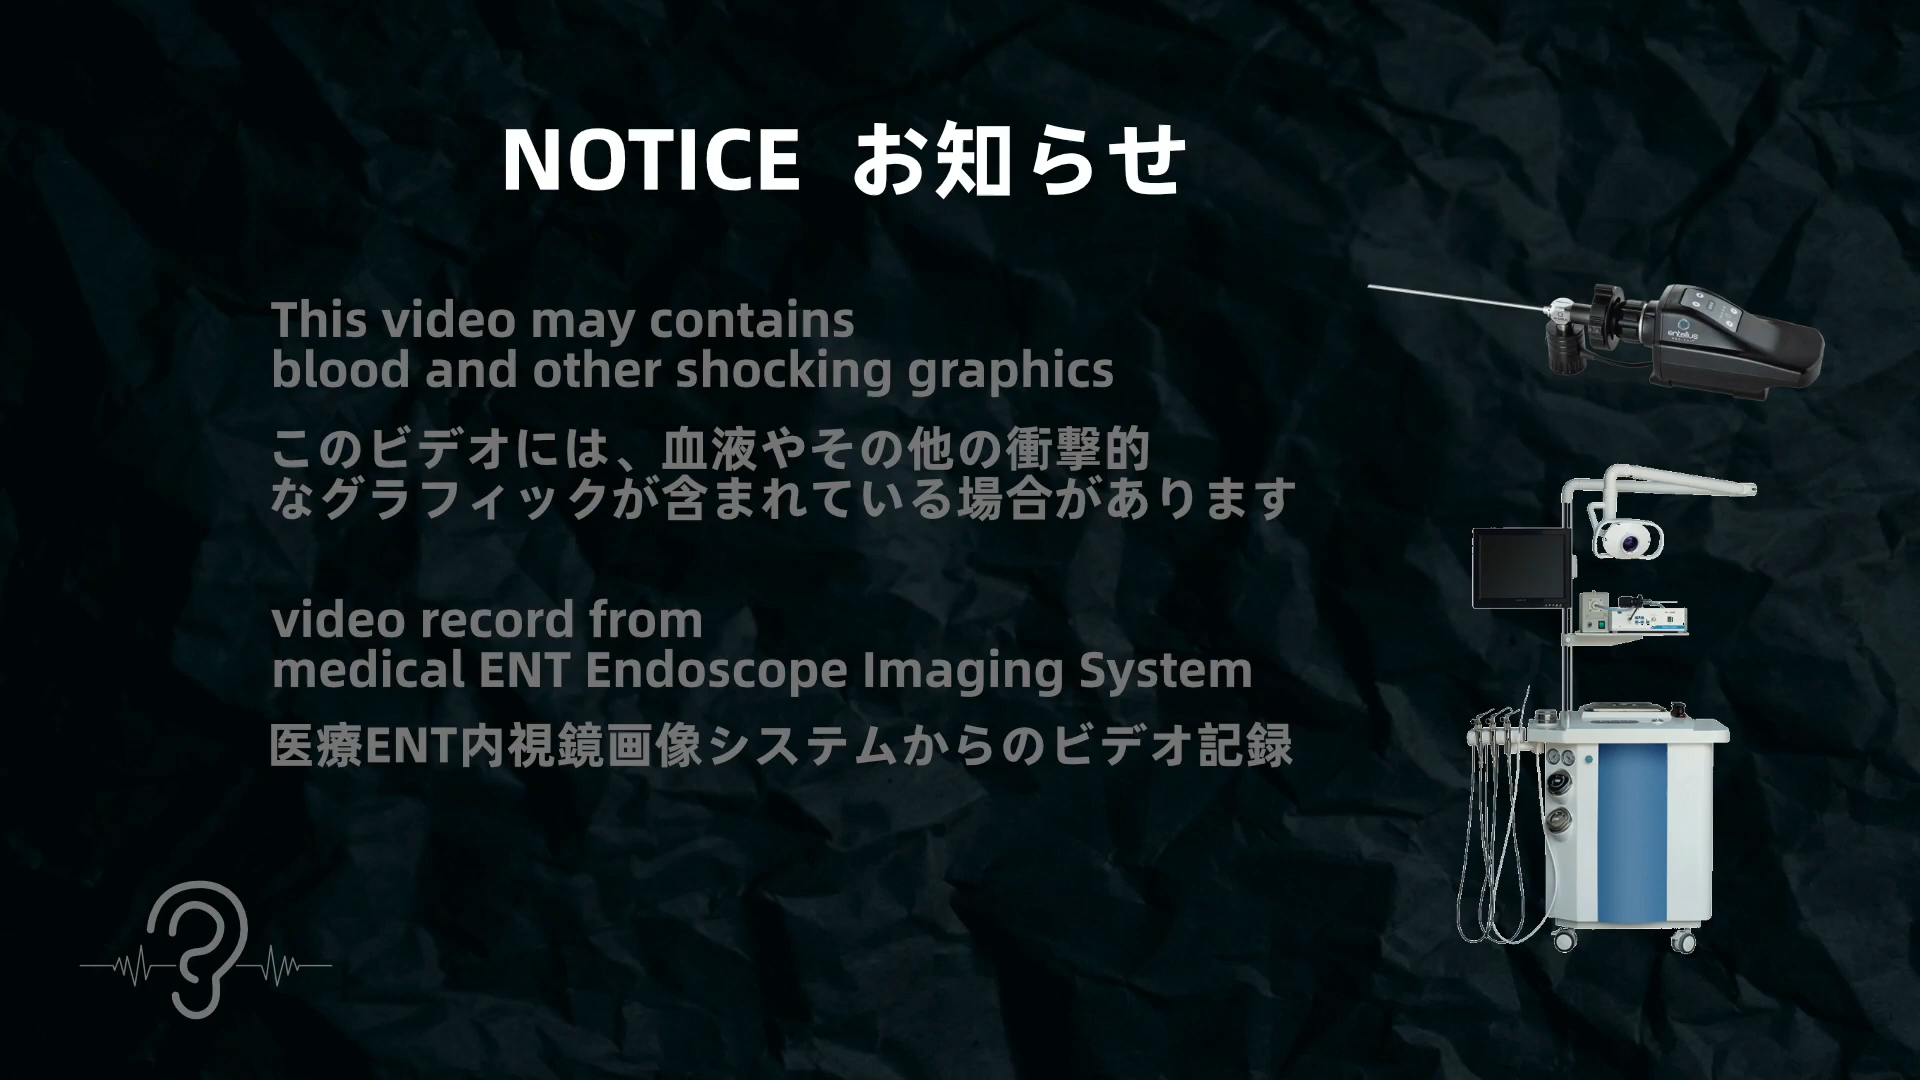 NOTICE お知らせ
This video may contains
blood and other shocking graphics
このビデオには、血液やその他の衝撃的
なグラフィックが含まれている場合があります
video record from
medical ENT Endoscope Imaging System
医療ENT内視鏡画像システムからのビデオ記録
entellus